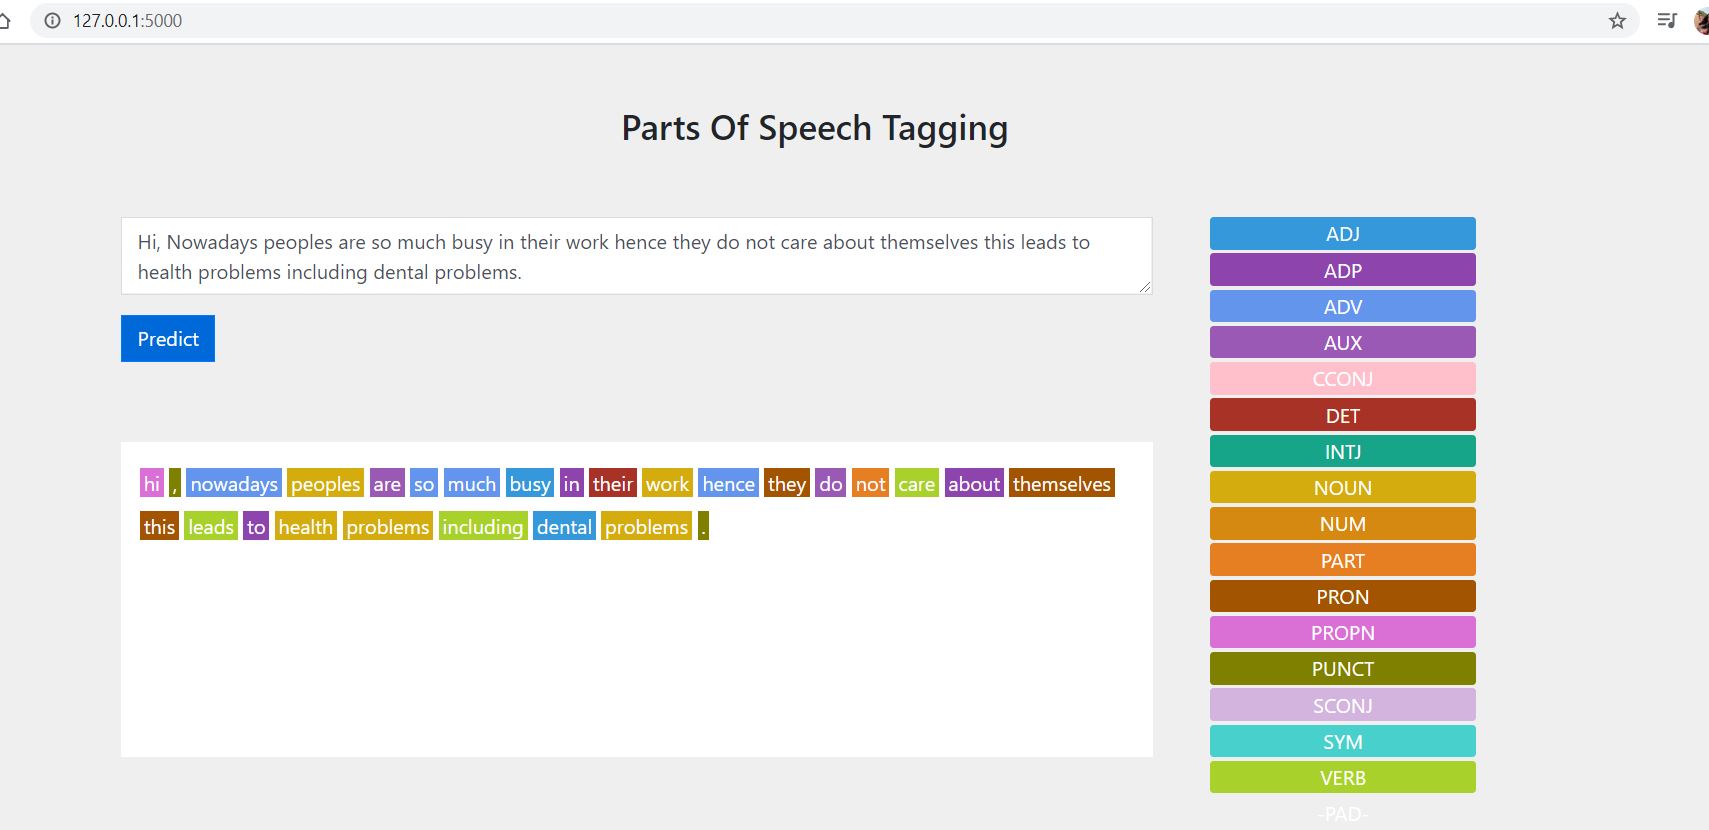 127.0.0.1:5000
Parts Of Speech Tagging
Hi, Nowadays peoples are so much busy in their work hence they do not care about themselves this leads to
health problems including dental problems.
Predict
hi , nowadays peoples are so much busy in their work hence they do not care about themselves
this leads to health problems including dental problems .
ADJ
ADP
ADV
AUX
CCONJ
DET
INTJ
NOUN
NUM
PART
PRON
PROPN
PUNCT
SCONJ
SYM
VERB
-PAD-